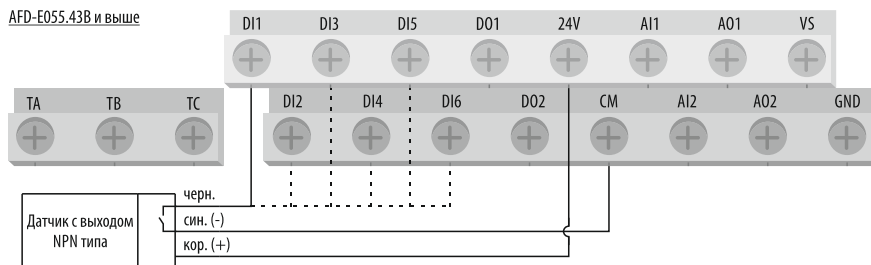 AFD-E055.43B и выше
DI1 DI3 DI5 DO1 24V AI1 AO1 VS
TA TB TC DI2 DI4 DI6 DO2 CM AI2 AO2 GND
черн.
син. (-)
кор. (+)
Датчик с выходом
NPN типа